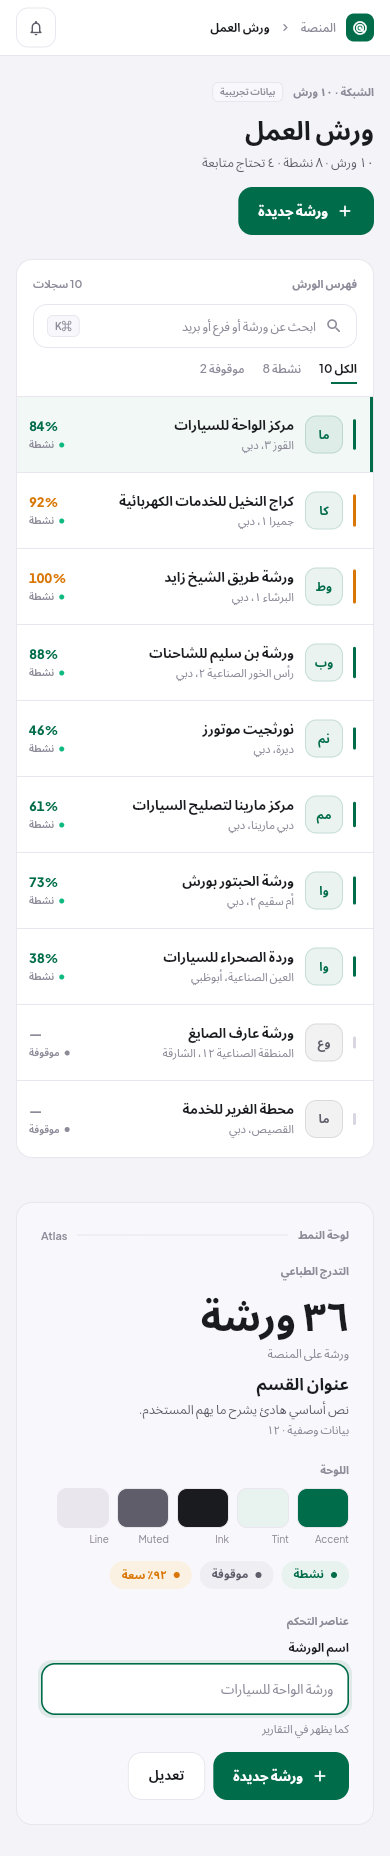 المنصة > ورش العمل
الشبكة · ١٠ ورش بيانات تجريبية
ورش العمل
١٠ ورش · ٨ نشطة · ٤ تحتاج متابعة
+ ورشة جديدة
فهرس الورش 10 سجلات
ابحث عن ورشة أو فرع أو بريد ⌘K
الكل 10 نشطة 8 موقوفة 2
ما مركز الواحة للسيارات 84%
القوز ٣، دبي نشطة
كا كراج النخيل للخدمات الكهربائية 92%
جميرا ١، دبي نشطة
وط ورشة طريق الشيخ زايد 100%
البرشاء ١، دبي نشطة
وب ورشة بن سليم للشاحنات 88%
رأس الخور الصناعية ٢، دبي نشطة
نم نورثجيت موتورز 46%
ديرة، دبي نشطة
مم مركز مارينا لتصليح السيارات 61%
دبي مارينا، دبي نشطة
وا ورشة الحبتور بورش 73%
أم سقيم ٢، دبي نشطة
وا وردة الصحراء للسيارات 38%
العين الصناعية، أبوظبي نشطة
وع ورشة عارف الصايغ —
المنطقة الصناعية ١٢، الشارقة موقوفة
ما محطة الغرير للخدمة —
القصيص، دبي موقوفة
لوحة النمط Atlas
التدرج الطباعي
٣٦ ورشة
ورشة على المنصة
عنوان القسم
نص أساسي هادئ يشرح ما يهم المستخدم.
بيانات وصفية · ١٢
اللوحة
Accent Tint Ink Muted Line
نشطة موقوفة ٩٢٪ سعة
عناصر التحكم
اسم الورشة
ورشة الواحة للسيارات
كما يظهر في التقارير
+ ورشة جديدة تعديل